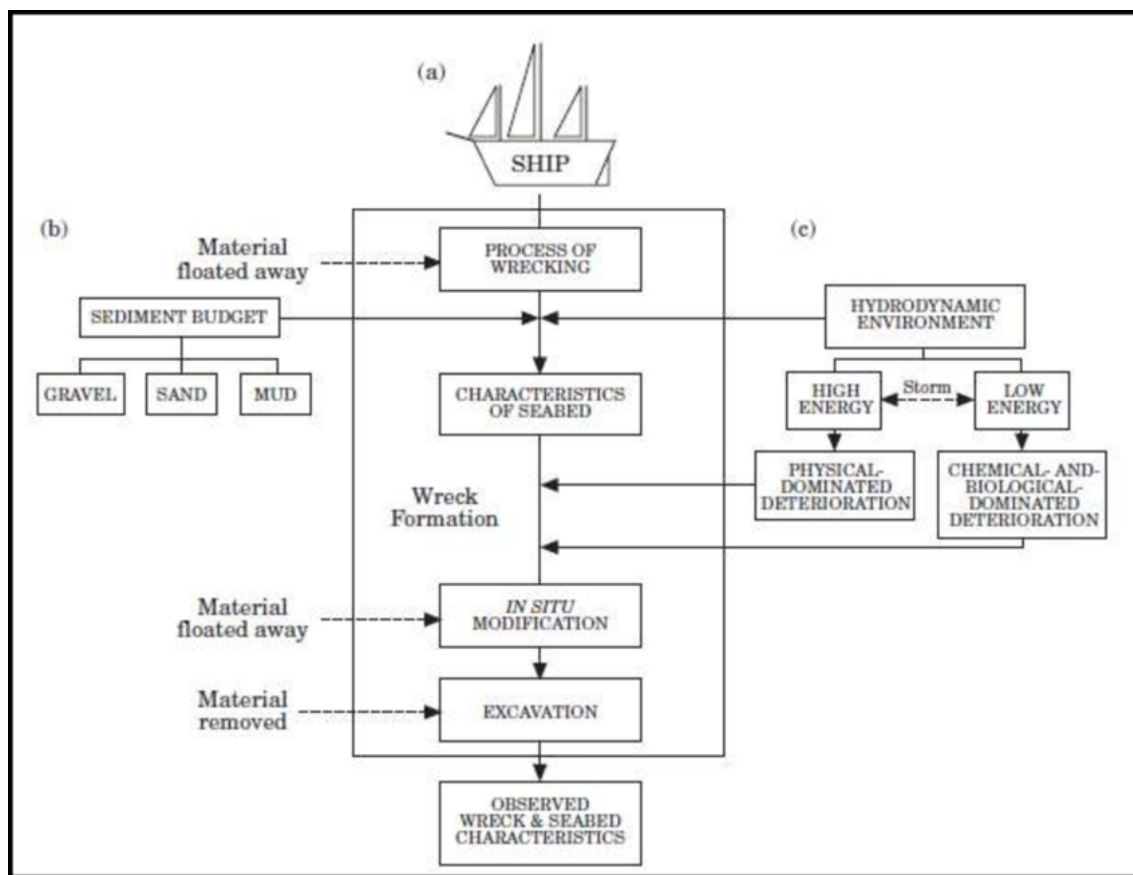 (a)
SHIP
(b)
(c)
Material
floated away
PROCESS OF
WRECKING
SEDIMENT BUDGET
GRAVEL
SAND
MUD
HYDRODYNAMIC
ENVIRONMENT
HIGH
ENERGY
Storm
LOW
ENERGY
CHARACTERISTICS
OF SEABED
PHYSICAL-
DOMINATED
DETERIORATION
CHEMICAL- AND-
BIOLOGICAL-
DOMINATED
DETERIORATION
Wreck
Formation
Material
floated away
IN SITU
MODIFICATION
Material
removed
EXCAVATION
OBSERVED
WRECK & SEABED
CHARACTERISTICS